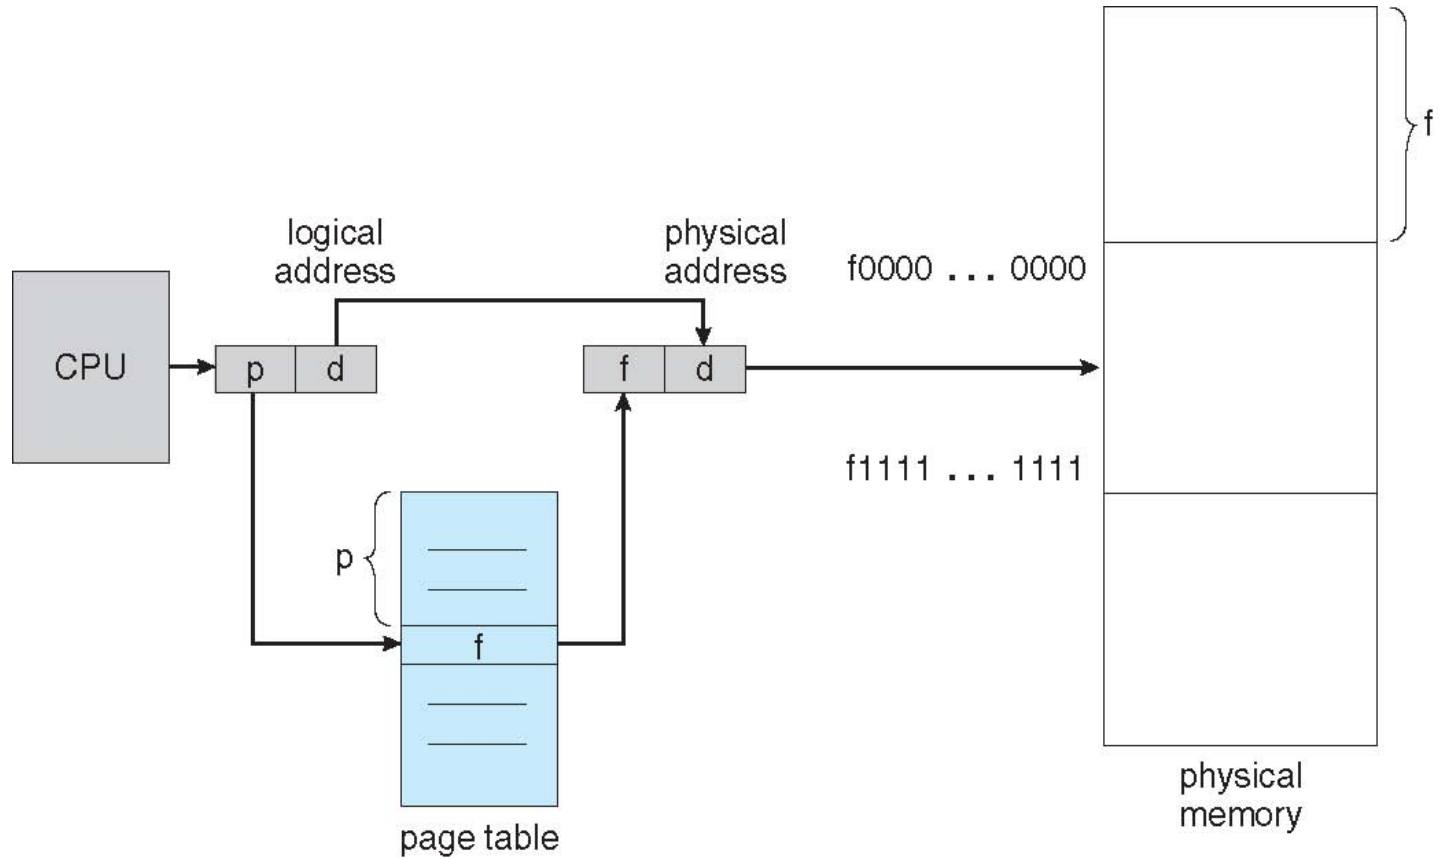 f
logical
address
physical
address
f0000 ... 0000
CPU
p
d
f
d
f1111 ... 1111
p
f
page table
physical
memory